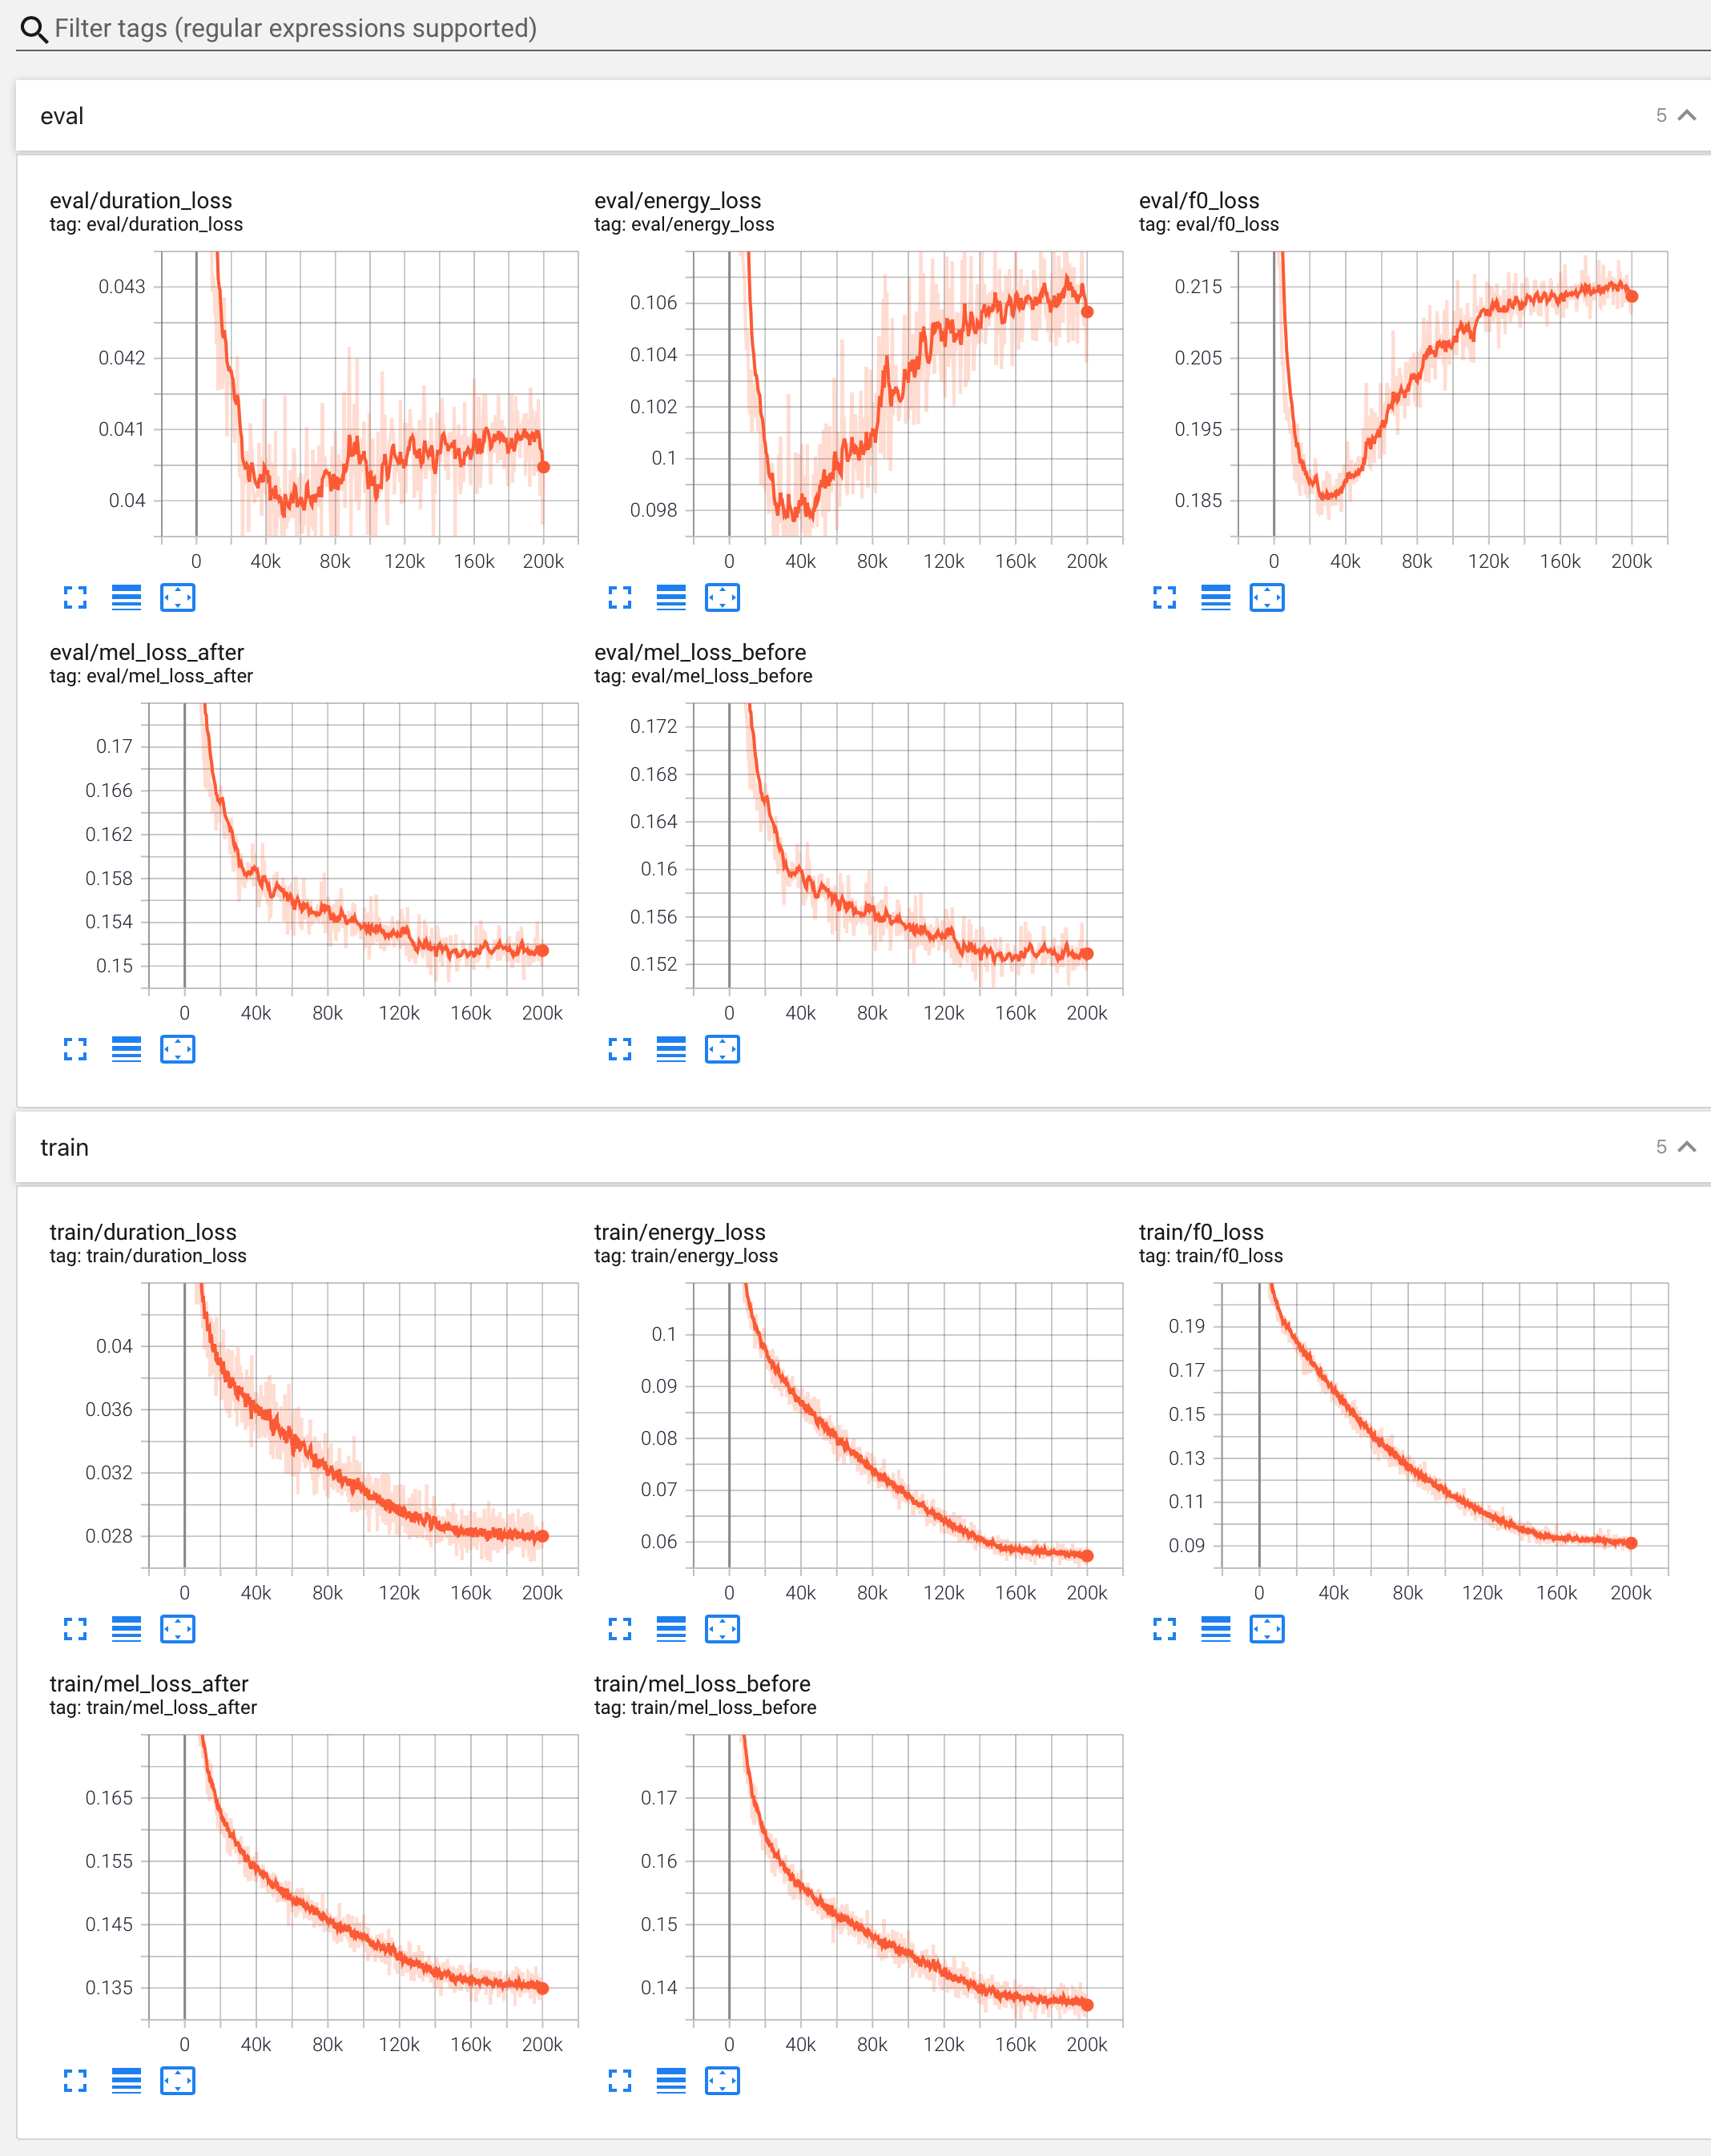 Filter tags (regular expressions supported)
eval
5
eval/duration_loss
tag: eval/duration_loss
0.043
0.042
0.041
0.04
0 40k 80k 120k 160k 200k
eval/energy_loss
tag: eval/energy_loss
0.106
0.104
0.102
0.1
0.098
0 40k 80k 120k 160k 200k
eval/f0_loss
tag: eval/f0_loss
0.215
0.205
0.195
0.185
0 40k 80k 120k 160k 200k
eval/mel_loss_after
tag: eval/mel_loss_after
0.17
0.166
0.162
0.158
0.154
0.15
0 40k 80k 120k 160k 200k
eval/mel_loss_before
tag: eval/mel_loss_before
0.172
0.168
0.164
0.16
0.156
0.152
0 40k 80k 120k 160k 200k
train
5
train/duration_loss
tag: train/duration_loss
0.04
0.036
0.032
0.028
0 40k 80k 120k 160k 200k
train/energy_loss
tag: train/energy_loss
0.1
0.09
0.08
0.07
0.06
0 40k 80k 120k 160k 200k
train/f0_loss
tag: train/f0_loss
0.19
0.17
0.15
0.13
0.11
0.09
0 40k 80k 120k 160k 200k
train/mel_loss_after
tag: train/mel_loss_after
0.165
0.155
0.145
0.135
0 40k 80k 120k 160k 200k
train/mel_loss_before
tag: train/mel_loss_before
0.17
0.16
0.15
0.14
0 40k 80k 120k 160k 200k